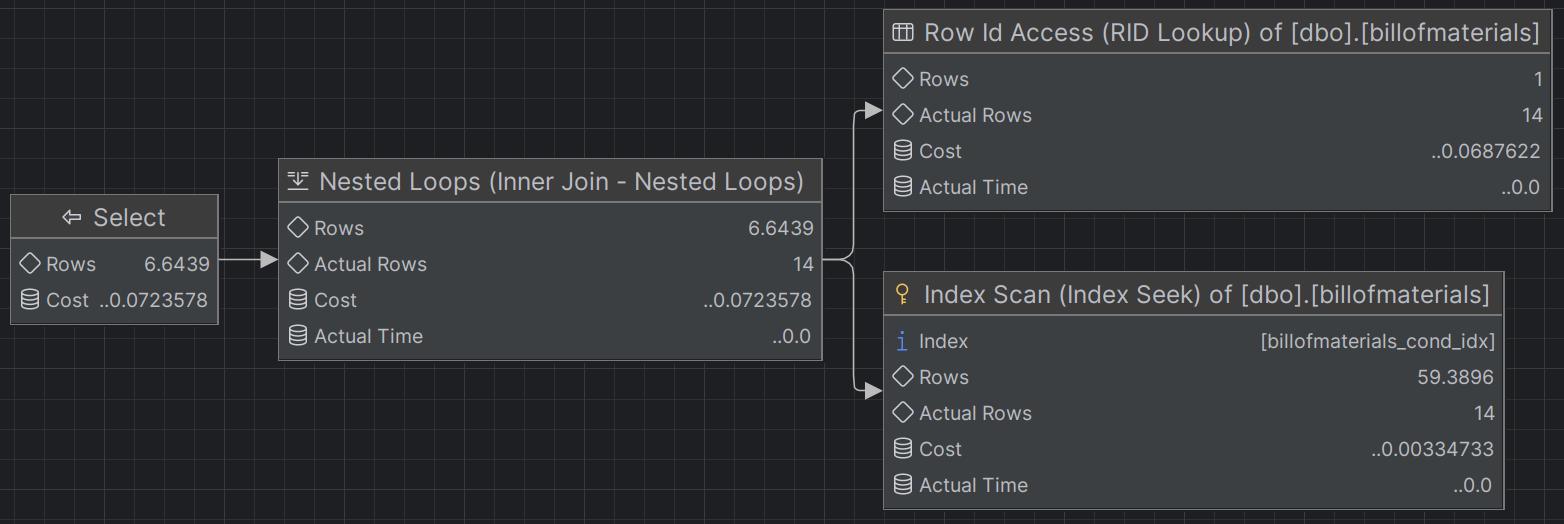 Select
Rows 6.6439
Cost ..0.0723578
Nested Loops (Inner Join - Nested Loops)
Rows 6.6439
Actual Rows 14
Cost ..0.0723578
Actual Time ..0.0
Row Id Access (RID Lookup) of [dbo].[billofmaterials]
Rows 1
Actual Rows 14
Cost ..0.0687622
Actual Time ..0.0
Index Scan (Index Seek) of [dbo].[billofmaterials]
Index [billofmaterials_cond_idx]
Rows 59.3896
Actual Rows 14
Cost ..0.00334733
Actual Time ..0.0